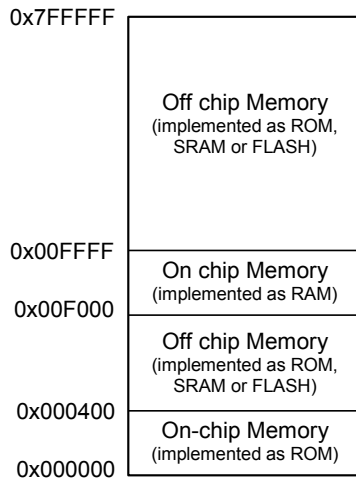 0x7FFFFF
Off chip Memory
(implemented as ROM,
SRAM or FLASH)
0x00FFFF
On chip Memory
(implemented as RAM)
0x00F000
Off chip Memory
(implemented as ROM,
SRAM or FLASH)
0x000400
On-chip Memory
(implemented as ROM)
0x000000